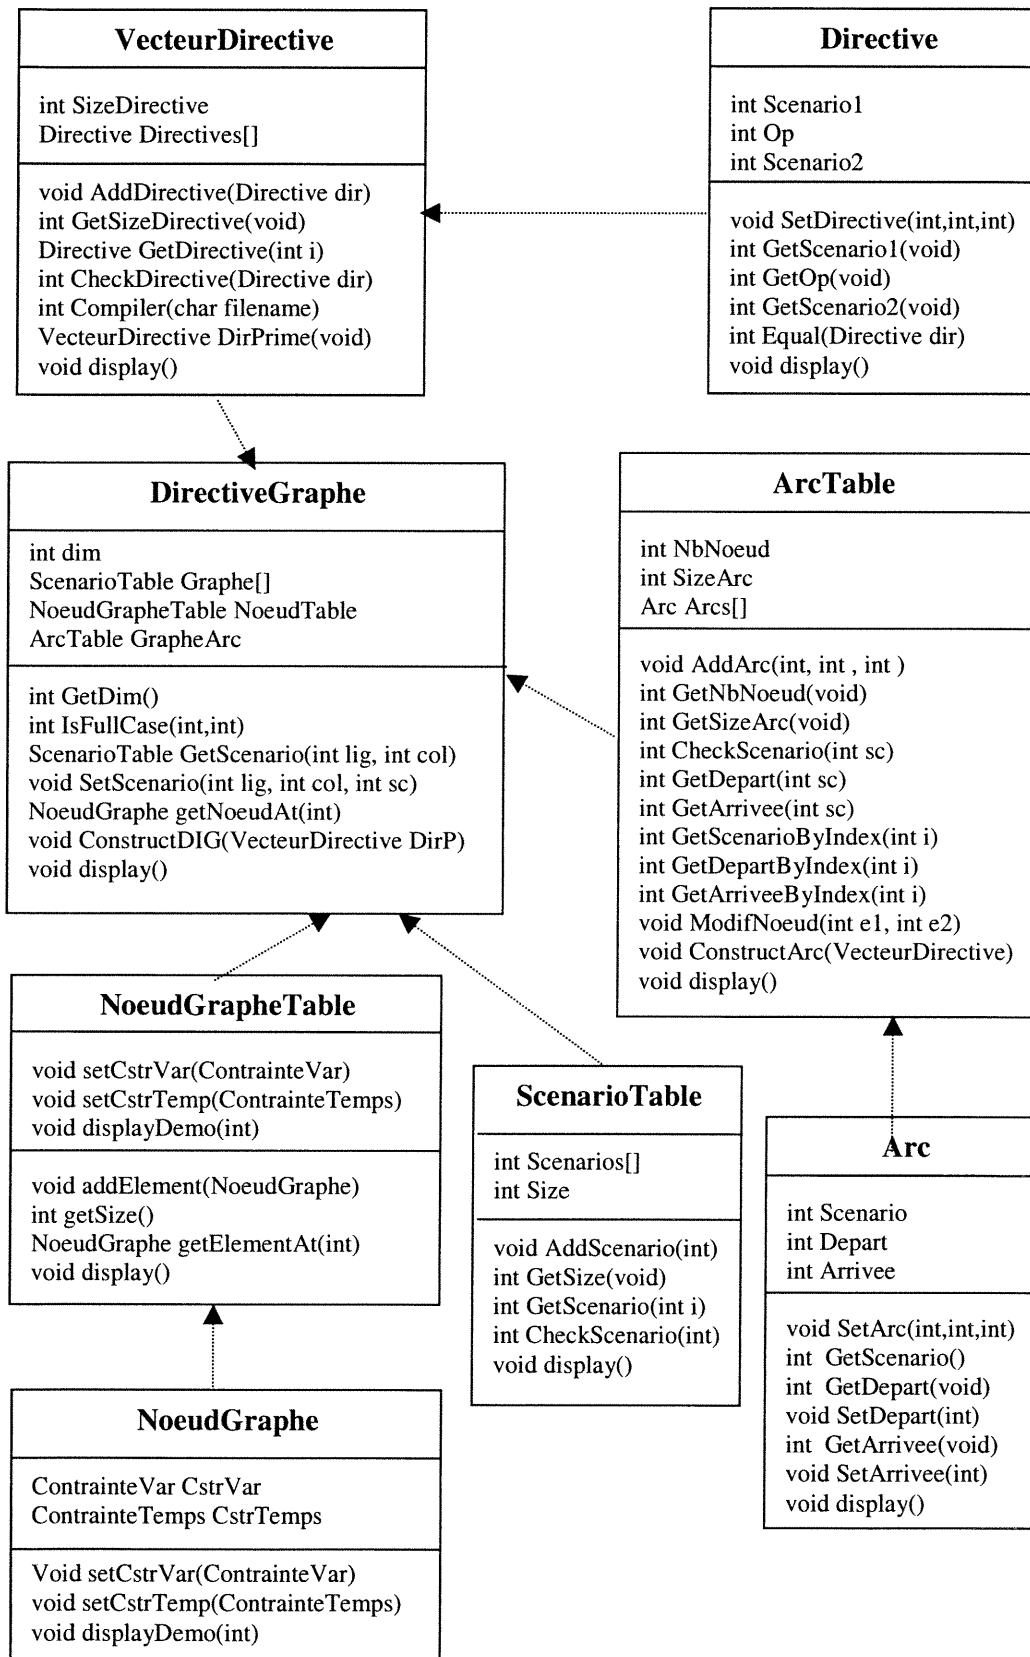 VecteurDirective
int SizeDirective
Directive Directives[]
void AddDirective(Directive dir)
int GetSizeDirective(void)
Directive GetDirective(int i)
int CheckDirective(Directive dir)
int Compiler(char filename)
VecteurDirective DirPrime(void)
void display()
Directive
int Scenario1
int Op
int Scenario2
void SetDirective(int,int,int)
int GetScenario1(void)
int GetOp(void)
int GetScenario2(void)
int Equal(Directive dir)
void display()
DirectiveGraphe
int dim
ScenarioTable Graphe[]
NoeudGrapheTable NoeudTable
ArcTable GrapheArc
int GetDim()
int IsFullCase(int,int)
ScenarioTable GetScenario(int lig, int col)
void SetScenario(int lig, int col, int sc)
NoeudGraphe getNoeudAt(int)
void ConstructDIG(VecteurDirective DirP)
void display()
ArcTable
int NbNoeud
int SizeArc
Arc Arcs[]
void AddArc(int, int , int )
int GetNbNoeud(void)
int GetSizeArc(void)
int CheckScenario(int sc)
int GetDepart(int sc)
int GetArrivee(int sc)
int GetScenarioByIndex(int i)
int GetDepartByIndex(int i)
int GetArriveeByIndex(int i)
void ModifNoeud(int e1, int e2)
void ConstructArc(VecteurDirective)
void display()
NoeudGrapheTable
void setCstrVar(ContrainteVar)
void setCstrTemp(ContrainteTemps)
void displayDemo(int)
void addElement(NoeudGraphe)
int getSize()
NoeudGraphe getElementAt(int)
void display()
ScenarioTable
int Scenarios[]
int Size
void AddScenario(int)
int GetSize(void)
int GetScenario(int i)
int CheckScenario(int)
void display()
Arc
int Scenario
int Depart
int Arrivee
void SetArc(int,int,int)
int  GetScenario()
int  GetDepart(void)
void SetDepart(int)
int  GetArrivee(void)
void SetArrivee(int)
void display()
NoeudGraphe
ContrainteVar CstrVar
ContrainteTemps CstrTemps
Void setCstrVar(ContrainteVar)
void setCstrTemp(ContrainteTemps)
void displayDemo(int)